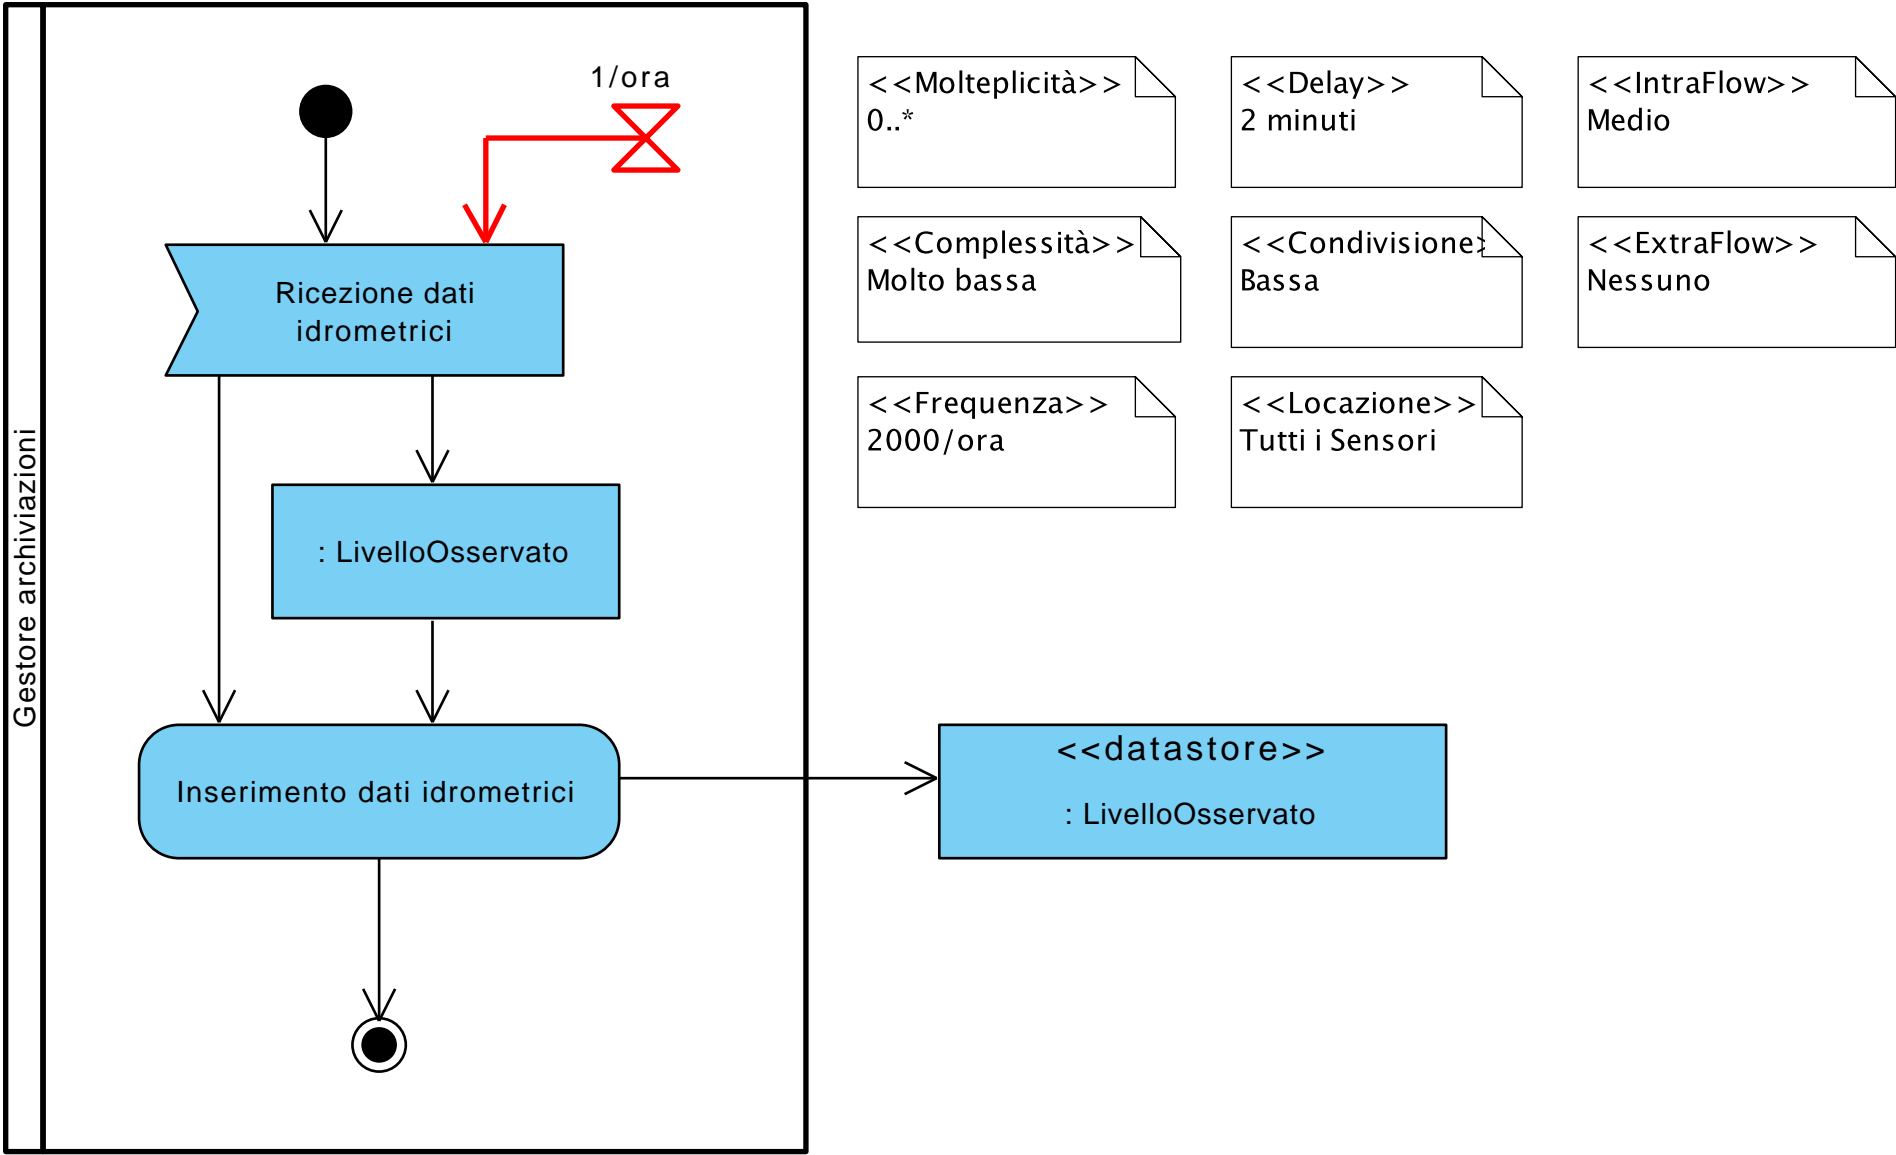 1/ora
Ricezione dati
idrometrici
: LivelloOsservato
Inserimento dati idrometrici
Gestore archiviazioni
<<Molteplicità>>
0..*
<<Delay>>
2 minuti
<<IntraFlow>>
Medio
<<Complessità>>
Molto bassa
<<Condivisione>
Bassa
<<ExtraFlow>>
Nessuno
<<Frequenza>>
2000/ora
<<Locazione>>
Tutti i Sensori
<<datastore>>
: LivelloOsservato